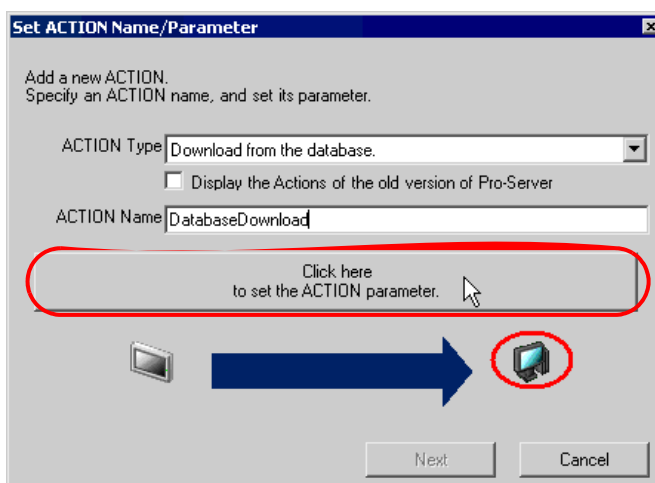 Set ACTION Name/Parameter
Add a new ACTION.
Specify an ACTION name, and set its parameter.
ACTION Type Download from the database.
Display the Actions of the old version of Pro-Server
ACTION Name DatabaseDownload
Click here
to set the ACTION parameter.
Next Cancel